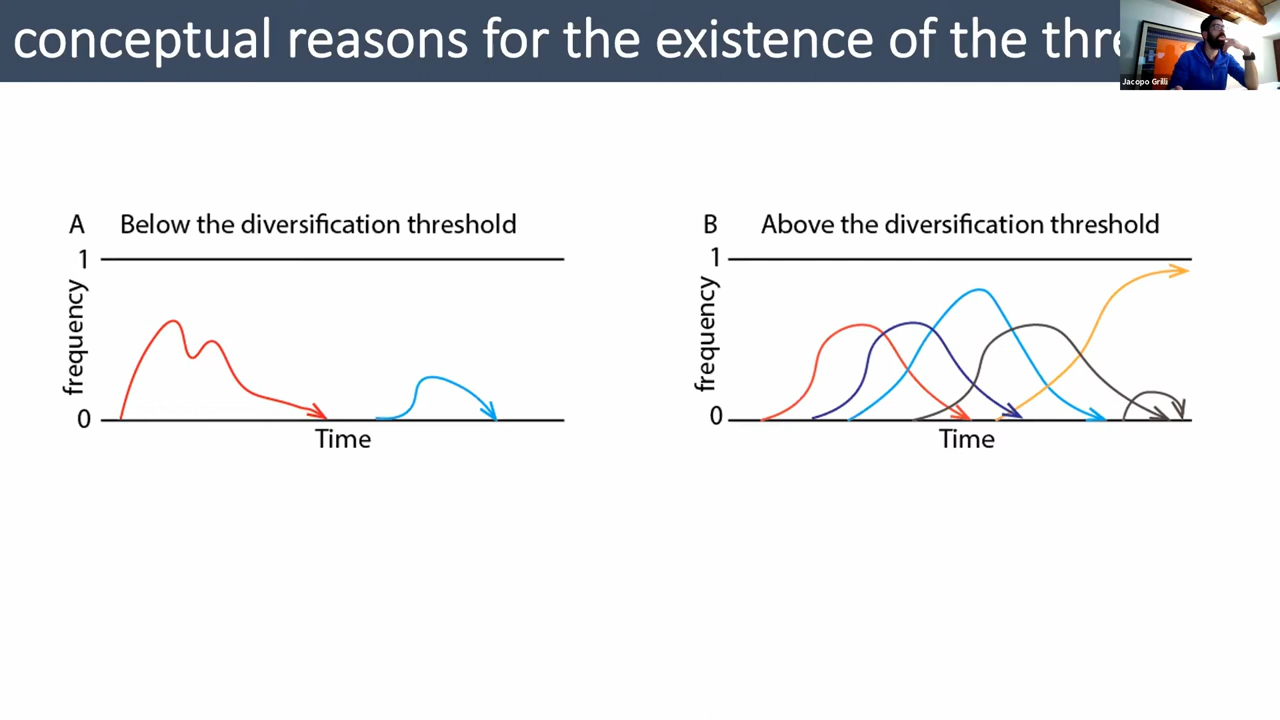 conceptual reasons for the existence of the thre
Jacopo Grilli
A Below the diversification threshold
1
frequency
0
Time
B Above the diversification threshold
1
frequency
0
Time